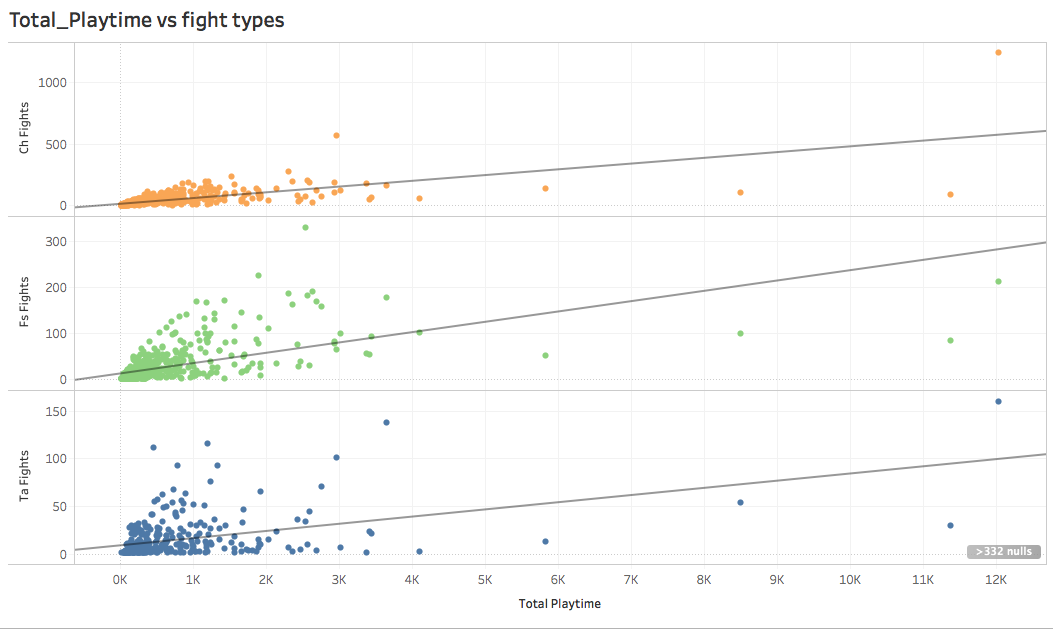 Total_Playtime vs fight types
1000
Ch Fights
500
0
300
Fs Fights
200
100
0
150
Ta Fights
100
50
0
>332 nulls
0K 1K 2K 3K 4K 5K 6K 7K 8K 9K 10K 11K 12K
Total Playtime